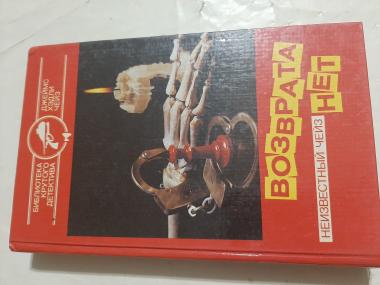 ДЖЕЙМС
ХЭДЛИ
ЧЕЙЗ
БИБЛИОТЕКА
КРУТОГО
ДЕТЕКТИВА
ВОЗВРАТА
НЕТ
НЕИЗВЕСТНЫЙ ЧЕЙЗ